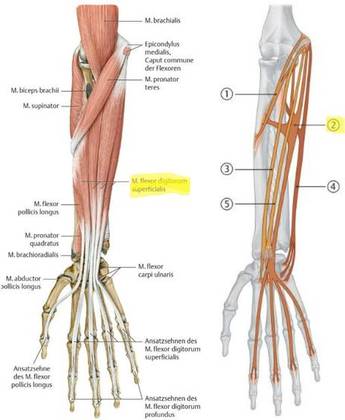 M. brachialis
Epicondylus
medialis,
Caput commune
der Flexoren
M. pronator
teres
M. biceps brachii
M. supinator
M. flexor digitorum
superficialis
M. flexor
pollicis longus
M. pronator
quadratus
M. brachioradialis
M. abductor
pollicis longus
M. flexor
carpi ulnaris
Ansatzsehnen des
M. flexor digitorum
superficialis
Ansatzsehne
des M. flexor
pollicis longus
Ansatzsehnen des
M. flexor digitorum
profundus
1
2
3
4
5